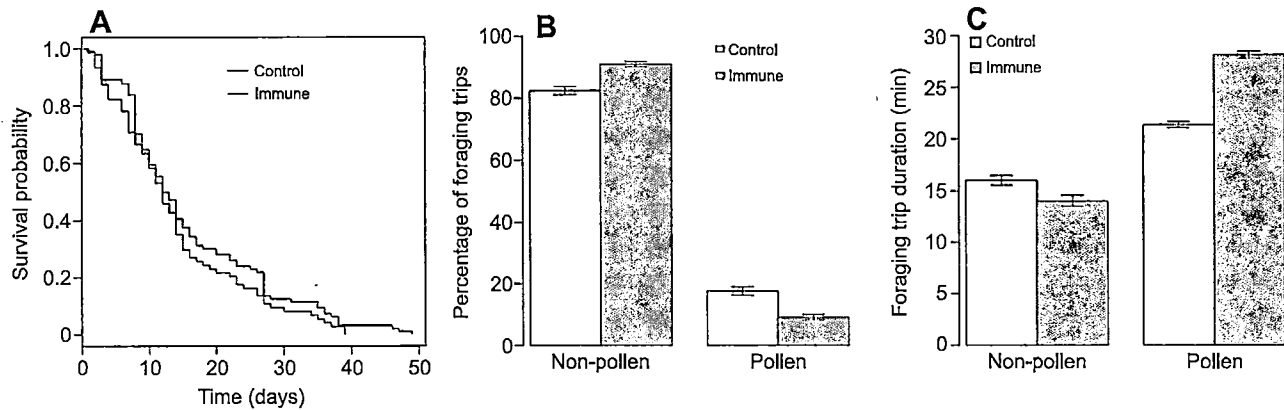 A
Survival probability
1.0
0.8
0.6
0.4
0.2
0
Control
Immune
0
10
20
30
40
50
Time (days)
B
Percentage of foraging trips
100
80
60
40
20
0
Control
Immune
Non-pollen
Pollen
C
Foraging trip duration (min)
30
25
20
15
10
5
0
Control
Immune
Non-pollen
Pollen